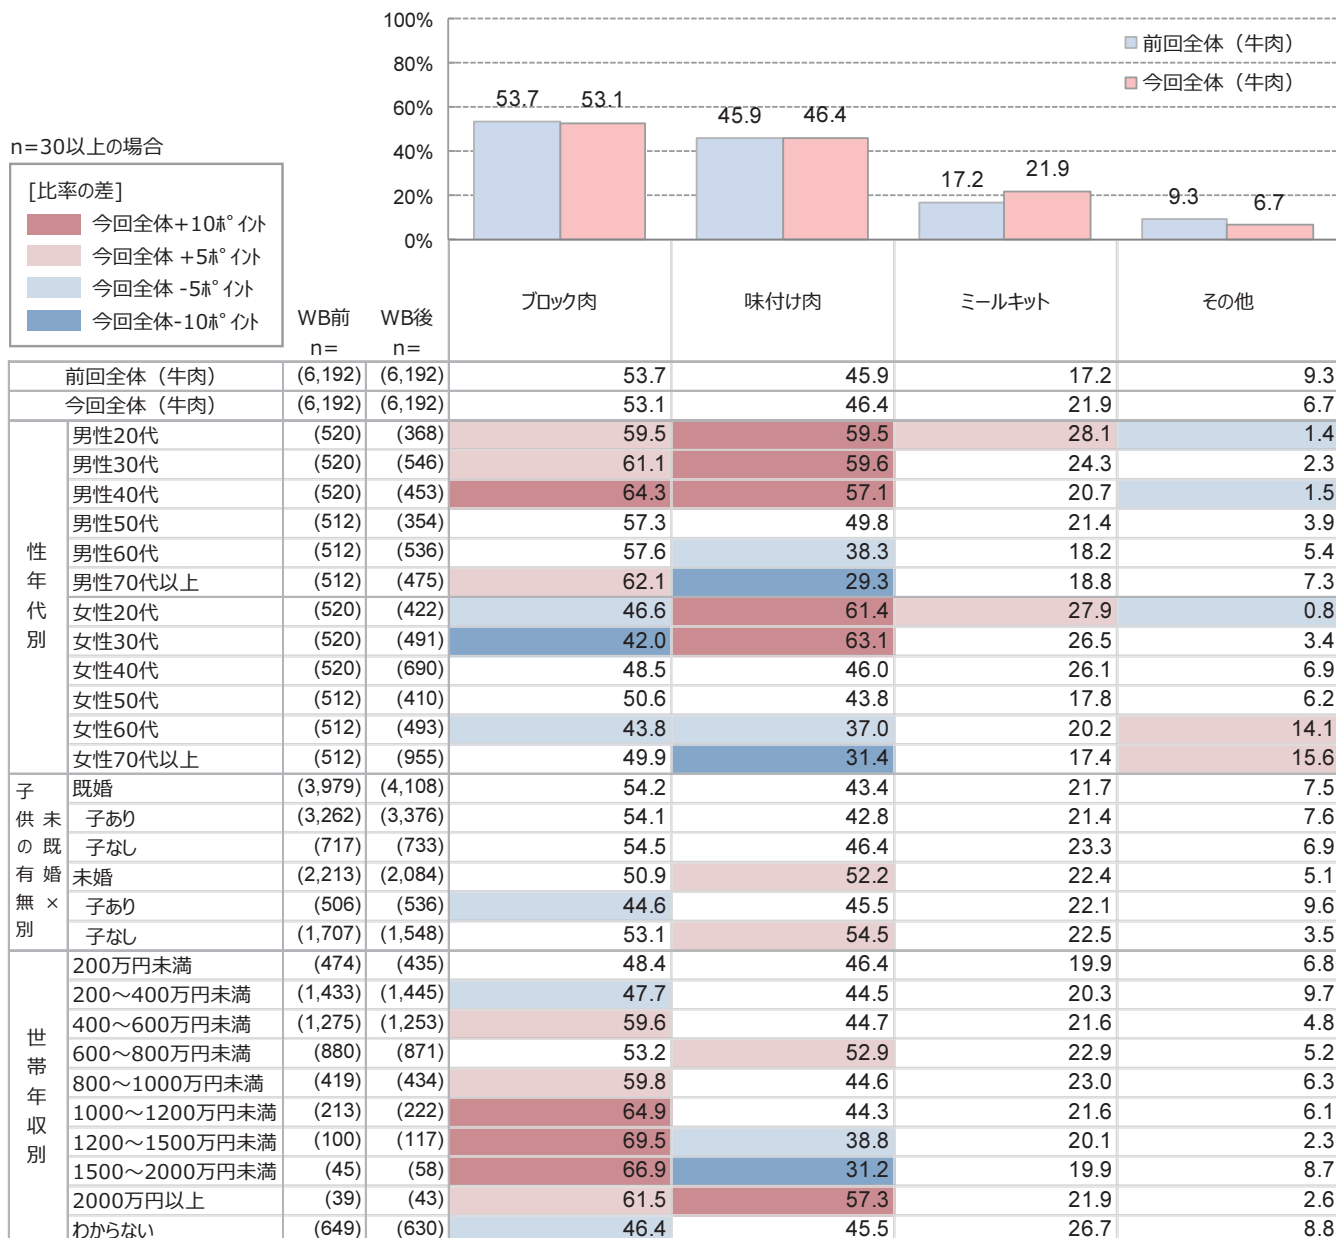 100%
80%
60%
40%
20%
0%
前回全体（牛肉）
今回全体（牛肉）
53.7 53.1 45.9 46.4 17.2 21.9 9.3 6.7
n=30以上の場合
[比率の差]
今回全体+10ﾎﾟｲﾝﾄ
今回全体 +5ﾎﾟｲﾝﾄ
今回全体 -5ﾎﾟｲﾝﾄ
今回全体-10ﾎﾟｲﾝﾄ
WB前 n= WB後 n= ブロック肉 味付け肉 ミールキット その他
前回全体（牛肉） (6,192) (6,192) 53.7 45.9 17.2 9.3
今回全体（牛肉） (6,192) (6,192) 53.1 46.4 21.9 6.7
性年代別
男性20代 (520) (368) 59.5 59.5 28.1 1.4
男性30代 (520) (546) 61.1 59.6 24.3 2.3
男性40代 (520) (453) 64.3 57.1 20.7 1.5
男性50代 (512) (354) 57.3 49.8 21.4 3.9
男性60代 (512) (536) 57.6 38.3 18.2 5.4
男性70代以上 (512) (475) 62.1 29.3 18.8 7.3
女性20代 (520) (422) 46.6 61.4 27.9 0.8
女性30代 (520) (491) 42.0 63.1 26.5 3.4
女性40代 (520) (690) 48.5 46.0 26.1 6.9
女性50代 (512) (410) 50.6 43.8 17.8 6.2
女性60代 (512) (493) 43.8 37.0 20.2 14.1
女性70代以上 (512) (955) 49.9 31.4 17.4 15.6
未既婚×子供の有無別
既婚 (3,979) (4,108) 54.2 43.4 21.7 7.5
子あり (3,262) (3,376) 54.1 42.8 21.4 7.6
子なし (717) (733) 54.5 46.4 23.3 6.9
未婚 (2,213) (2,084) 50.9 52.2 22.4 5.1
子あり (506) (536) 44.6 45.5 22.1 9.6
子なし (1,707) (1,548) 53.1 54.5 22.5 3.5
世帯年収別
200万円未満 (474) (435) 48.4 46.4 19.9 6.8
200～400万円未満 (1,433) (1,445) 47.7 44.5 20.3 9.7
400～600万円未満 (1,275) (1,253) 59.6 44.7 21.6 4.8
600～800万円未満 (880) (871) 53.2 52.9 22.9 5.2
800～1000万円未満 (419) (434) 59.8 44.6 23.0 6.3
1000～1200万円未満 (213) (222) 64.9 44.3 21.6 6.1
1200～1500万円未満 (100) (117) 69.5 38.8 20.1 2.3
1500～2000万円未満 (45) (58) 66.9 31.2 19.9 8.7
2000万円以上 (39) (43) 61.5 57.3 21.9 2.6
わからない (649) (630) 46.4 45.5 26.7 8.8